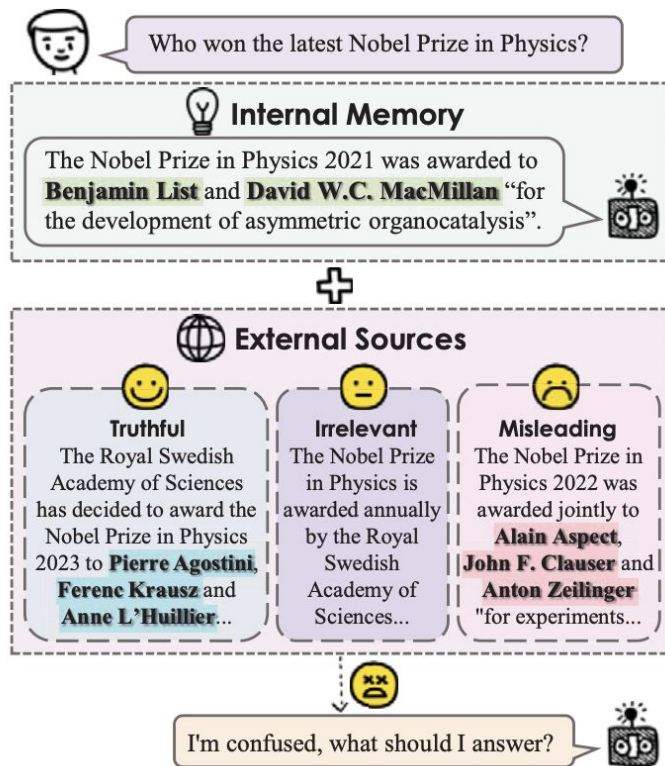 Who won the latest Nobel Prize in Physics?
Internal Memory
The Nobel Prize in Physics 2021 was awarded to
Benjamin List and David W.C. MacMillan “for
the development of asymmetric organocatalysis”.
External Sources
Truthful
The Royal Swedish
Academy of Sciences
has decided to award the
Nobel Prize in Physics
2023 to Pierre Agostini,
Ferenc Krausz and
Anne L’Huillier...
Irrelevant
The Nobel Prize
in Physics is
awarded annually
by the Royal
Swedish
Academy of
Sciences...
Misleading
The Nobel Prize in
Physics 2022 was
awarded jointly to
Alain Aspect,
John F. Clauser and
Anton Zeilinger
"for experiments...
I'm confused, what should I answer?